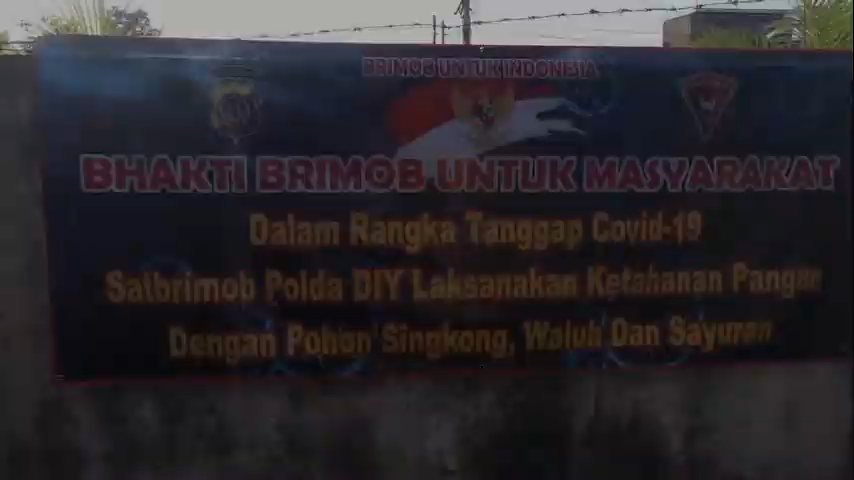 BRIMOB UNTUK INDONESIA
BHAKTI BRIMOB UNTUK MASYARAKAT
Dalam Rangka Tanggap Covid-19
Satbrimob Polda DIY Laksanakan Ketahanan Pangan
Dengan Pohon Singkong, Waluh Dan Sayuran